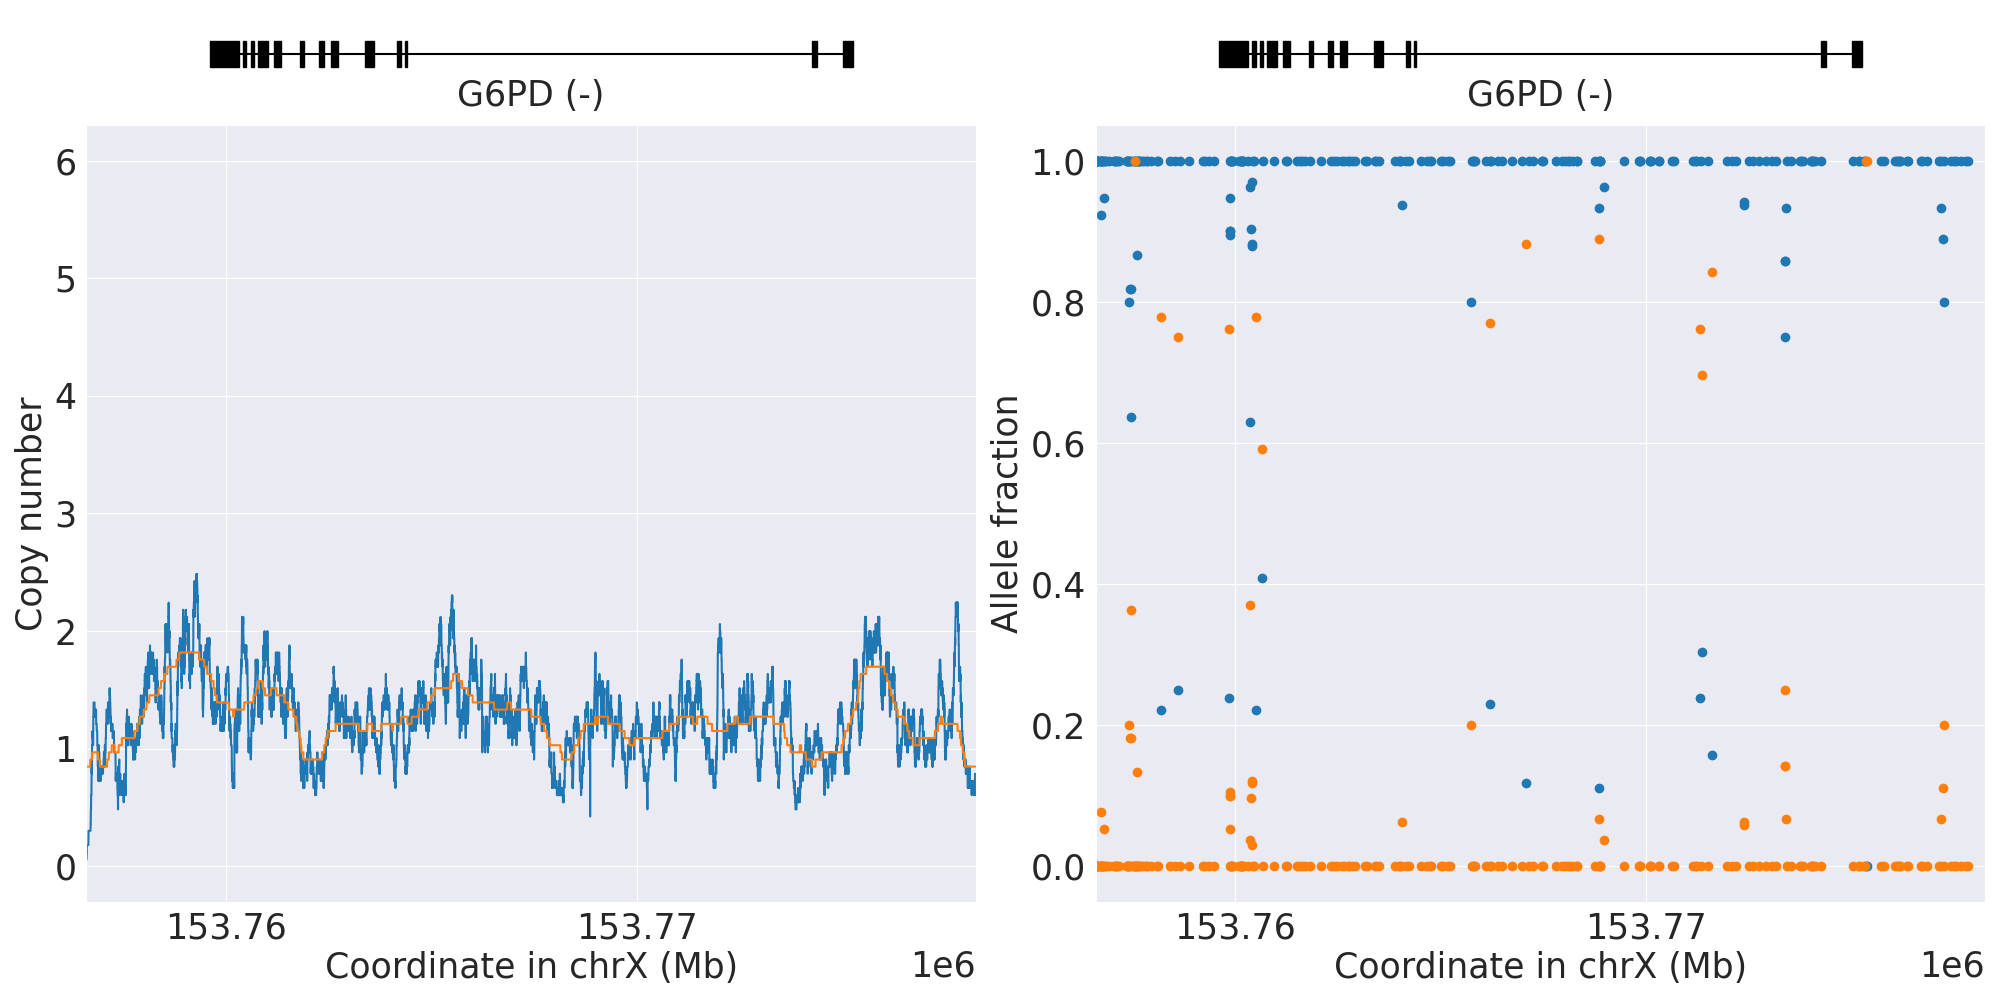 G6PD (-)
6
5
4
3
2
1
0
Copy number
153.76
153.77
Coordinate in chrX (Mb)
1e6
G6PD (-)
1.0
0.8
0.6
0.4
0.2
0.0
Allele fraction
153.76
153.77
Coordinate in chrX (Mb)
1e6